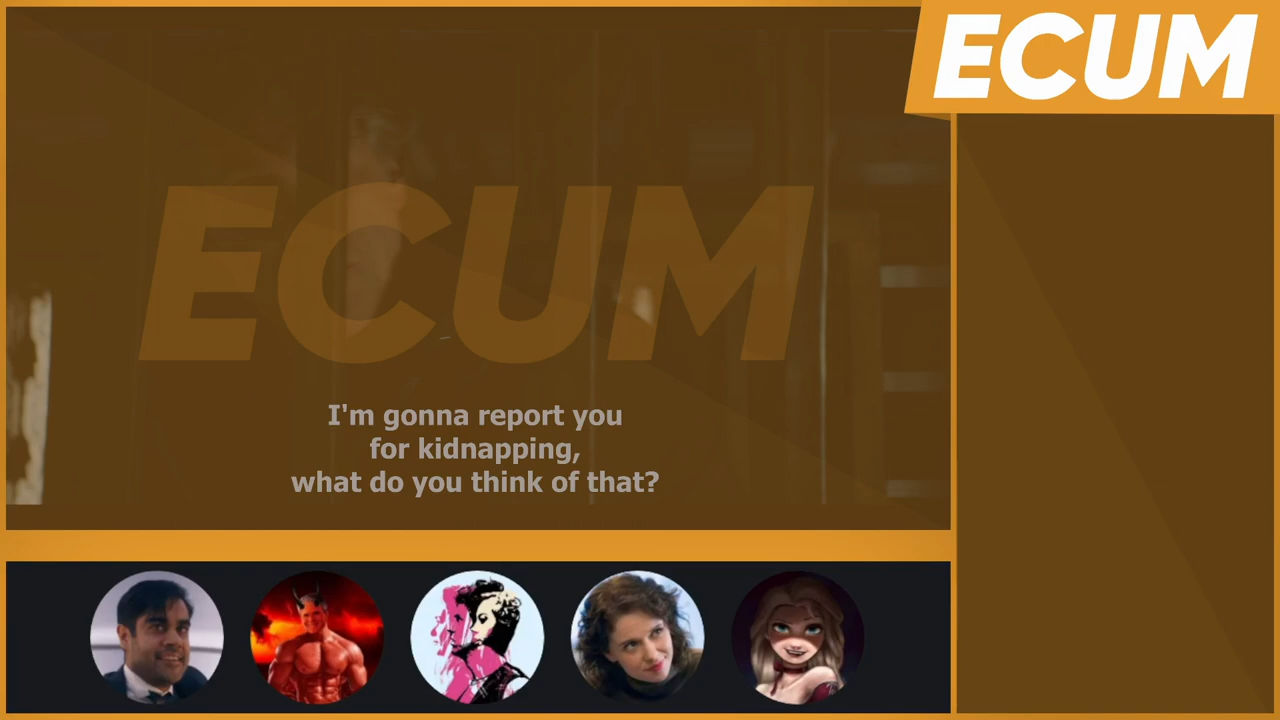 ECUM
ECUM
I'm gonna report you
for kidnapping,
what do you think of that?